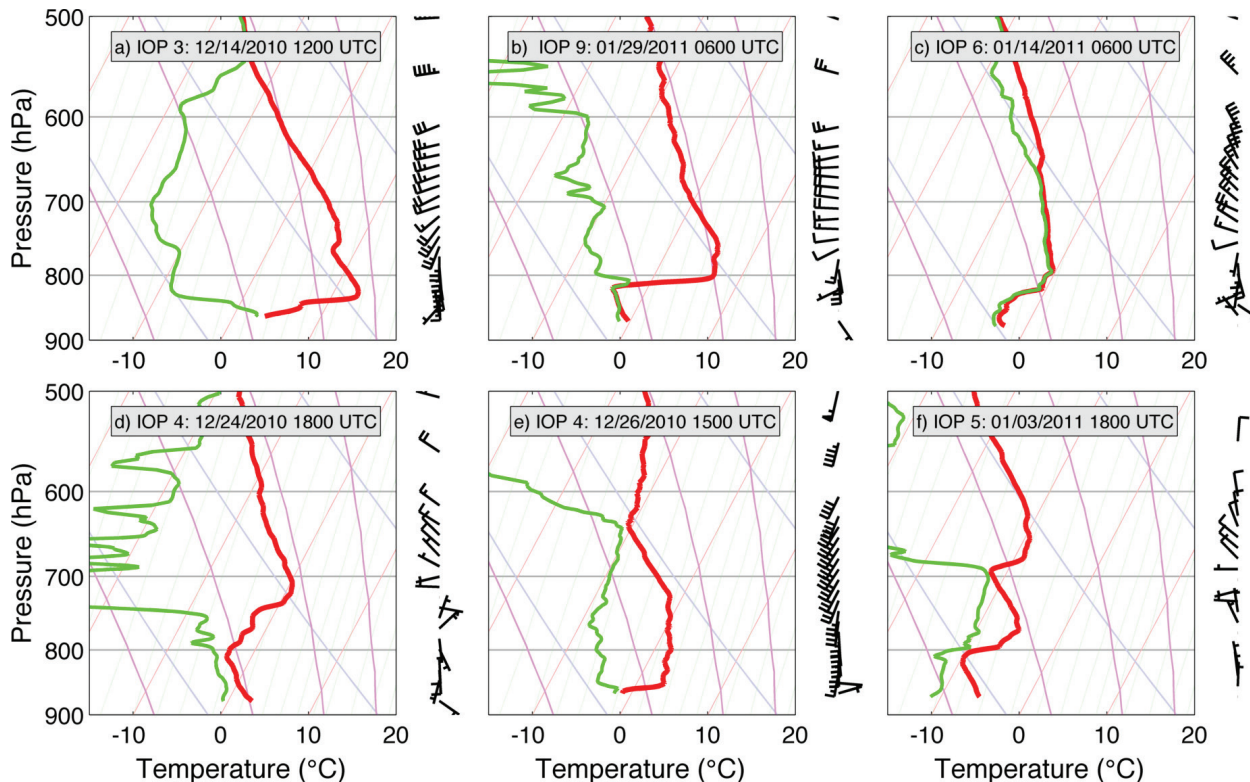 500
600
700
800
900
Pressure (hPa)
a) IOP 3: 12/14/2010 1200 UTC
-10 0 10 20
b) IOP 9: 01/29/2011 0600 UTC
-10 0 10 20
c) IOP 6: 01/14/2011 0600 UTC
-10 0 10 20
500
600
700
800
900
Pressure (hPa)
d) IOP 4: 12/24/2010 1800 UTC
-10 0 10 20
Temperature (°C)
e) IOP 4: 12/26/2010 1500 UTC
-10 0 10 20
Temperature (°C)
f) IOP 5: 01/03/2011 1800 UTC
-10 0 10 20
Temperature (°C)